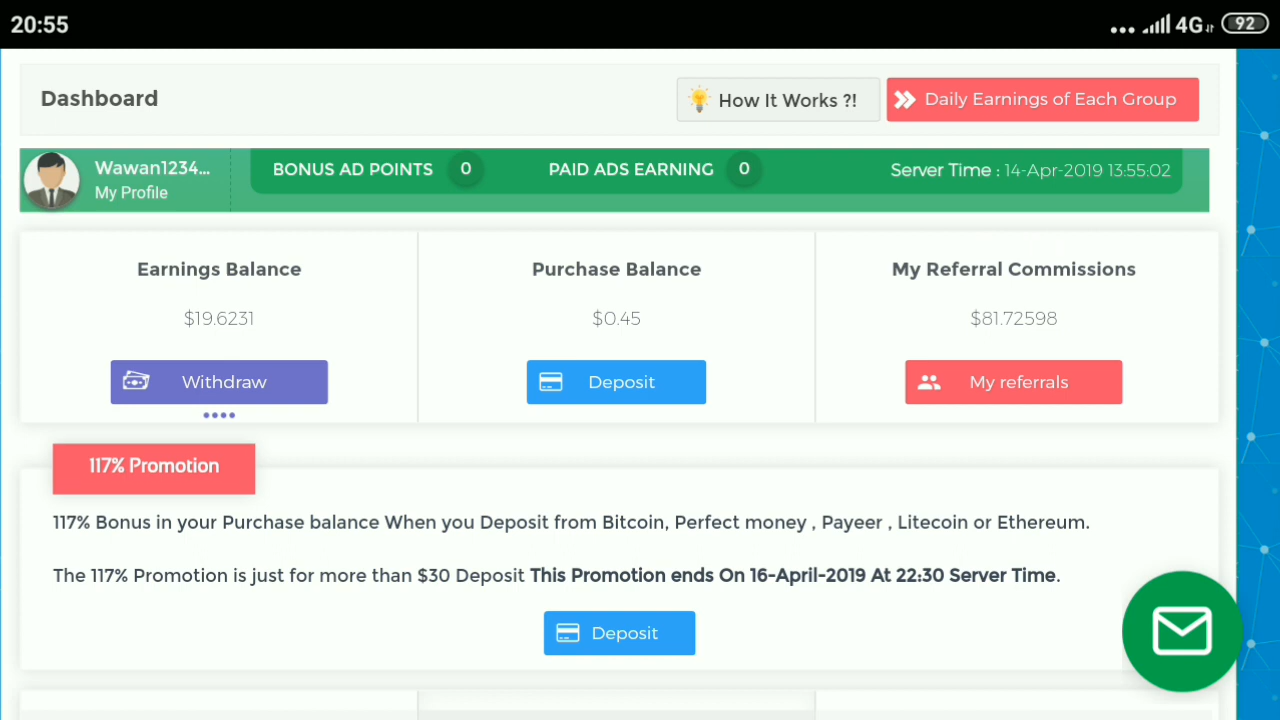 20:55
4G
92
Dashboard
How It Works ?!
Daily Earnings of Each Group
Wawan1234...
My Profile
BONUS AD POINTS 0
PAID ADS EARNING 0
Server Time : 14-Apr-2019 13:55:02
Earnings Balance
Purchase Balance
My Referral Commissions
$19.6231
$0.45
$81.72598
Withdraw
Deposit
My referrals
117% Promotion
117% Bonus in your Purchase balance When you Deposit from Bitcoin, Perfect money , Payeer , Litecoin or Ethereum.
The 117% Promotion is just for more than $30 Deposit This Promotion ends On 16-April-2019 At 22:30 Server Time.
Deposit